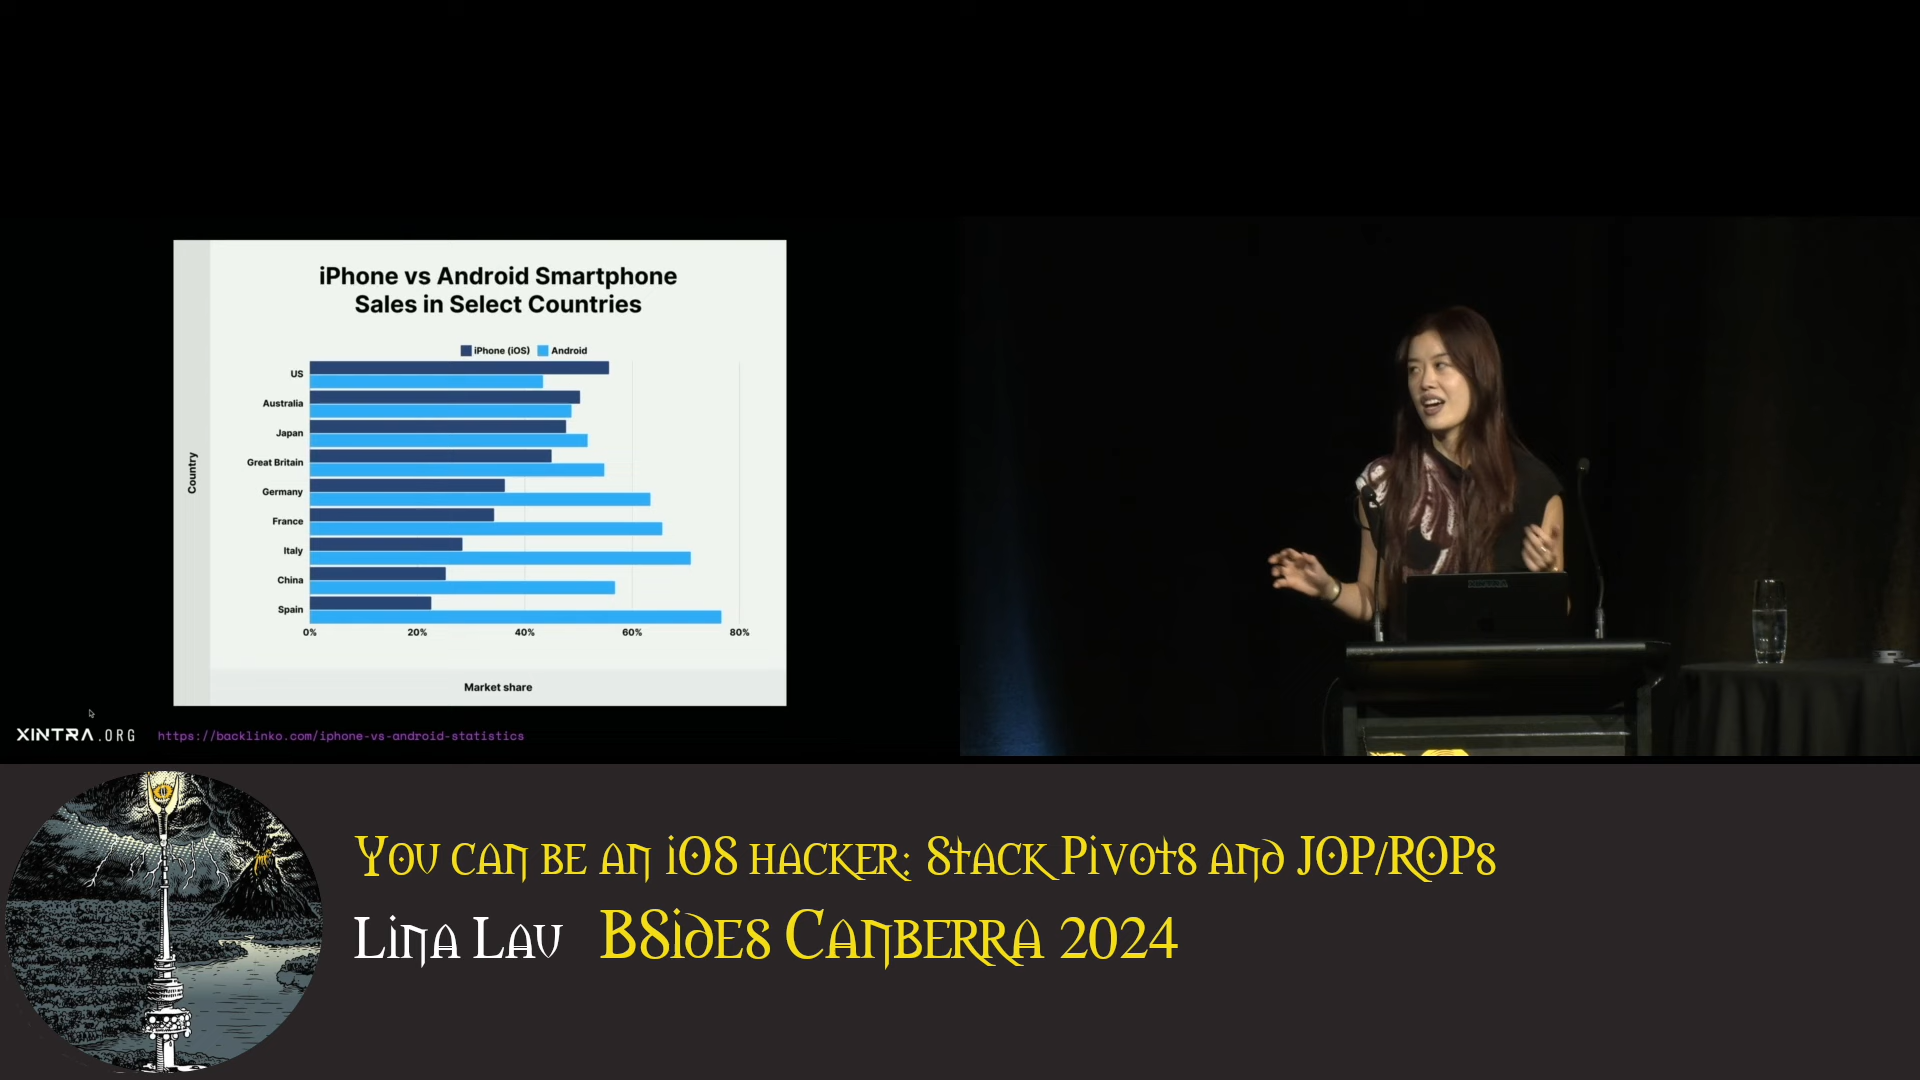 iPhone vs Android Smartphone
Sales in Select Countries
iPhone (iOS) Android
US
Australia
Japan
Great Britain
Germany
France
Italy
China
Spain
Country
0% 20% 40% 60% 80%
Market share
XINTRA.ORG https://backlinko.com/iphone-vs-android-statistics
You can be an iOS hacker: Stack Pivots and JOP/ROPs
Lina Lau BSides Canberra 2024